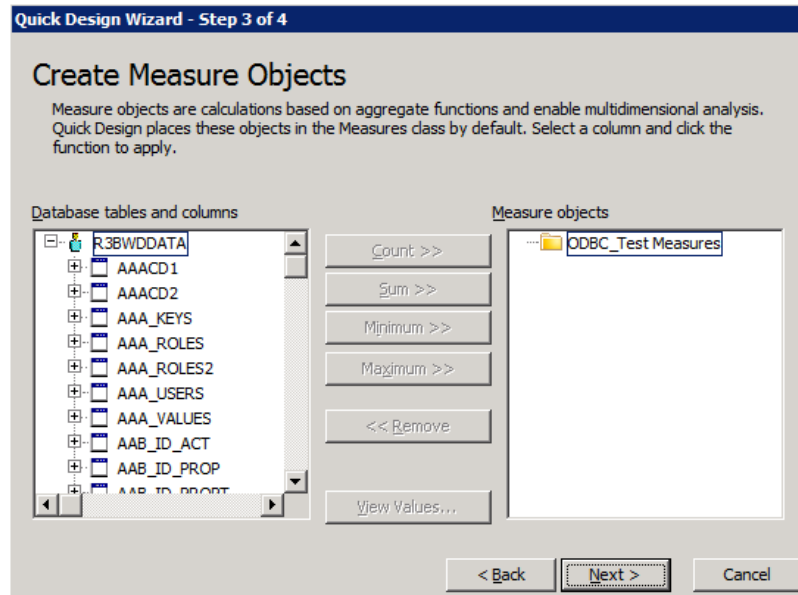 Quick Design Wizard - Step 3 of 4
Create Measure Objects
Measure objects are calculations based on aggregate functions and enable multidimensional analysis.
Quick Design places these objects in the Measures class by default. Select a column and click the
function to apply.
Database tables and columns
R3BWDDATA
AAACD1
AAACD2
AAA_KEYS
AAA_ROLES
AAA_ROLES2
AAA_USERS
AAA_VALUES
AAB_ID_ACT
AAB_ID_PROP
AAB_ID_PROPT
Count >>
Sum >>
Minimum >>
Maximum >>
<< Remove
View Values...
Measure objects
ODBC_Test Measures
< Back
Next >
Cancel